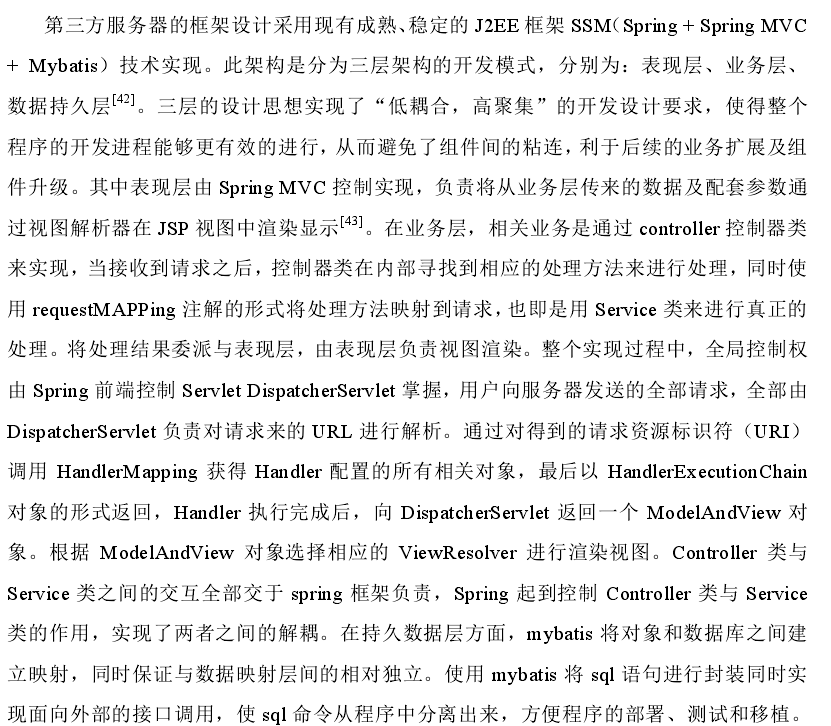 第三方服务器的框架设计采用现有成熟、稳定的 J2EE 框架 SSM（Spring + Spring MVC
+ Mybatis）技术实现。此架构是分为三层架构的开发模式，分别为：表现层、业务层、
数据持久层[42]。三层的设计思想实现了“低耦合，高聚集”的开发设计要求，使得整个
程序的开发进程能够更有效的进行，从而避免了组件间的粘连，利于后续的业务扩展及组
件升级。其中表现层由 Spring MVC 控制实现，负责将从业务层传来的数据及配套参数通
过视图解析器在 JSP 视图中渲染显示[43]。在业务层，相关业务是通过 controller 控制器类
来实现，当接收到请求之后，控制器类在内部寻找到相应的处理方法来进行处理，同时使
用 requestMAPPing 注解的形式将处理方法映射到请求，也即是用 Service 类来进行真正的
处理。将处理结果委派与表现层，由表现层负责视图渲染。整个实现过程中，全局控制权
由 Spring 前端控制 Servlet DispatcherServlet 掌握，用户向服务器发送的全部请求，全部由
DispatcherServlet 负责对请求来的 URL 进行解析。通过对得到的请求资源标识符（URI）
调用 HandlerMapping 获得 Handler 配置的所有相关对象，最后以 HandlerExecutionChain
对象的形式返回，Handler 执行完成后，向 DispatcherServlet 返回一个 ModelAndView 对
象。根据 ModelAndView 对象选择相应的 ViewResolver 进行渲染视图。Controller 类与
Service 类之间的交互全部交于 spring 框架负责，Spring 起到控制 Controller 类与 Service
类的作用，实现了两者之间的解耦。在持久数据层方面，mybatis 将对象和数据库之间建
立映射，同时保证与数据映射层间的相对独立。使用 mybatis 将 sql 语句进行封装同时实
现面向外部的接口调用，使 sql 命令从程序中分离出来，方便程序的部署、测试和移植。